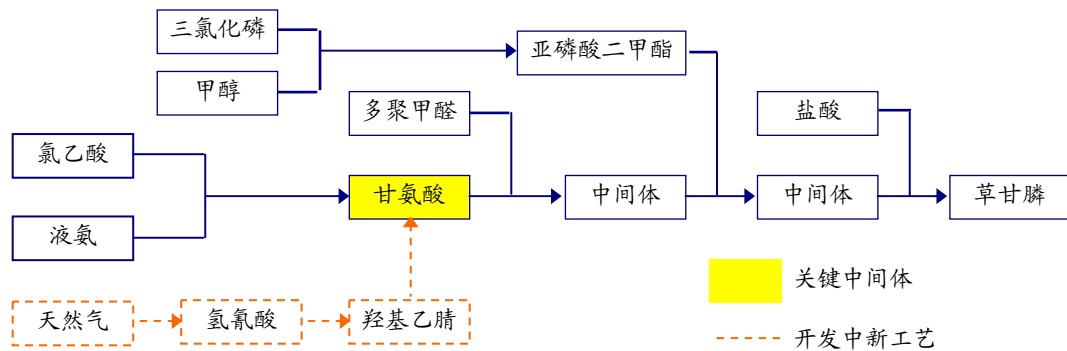 三氯化磷
亚磷酸二甲酯
甲醇
多聚甲醛
盐酸
氯乙酸
甘氨酸
中间体
中间体
草甘膦
液氨
关键中间体
天然气
氢氰酸
羟基乙腈
开发中新工艺